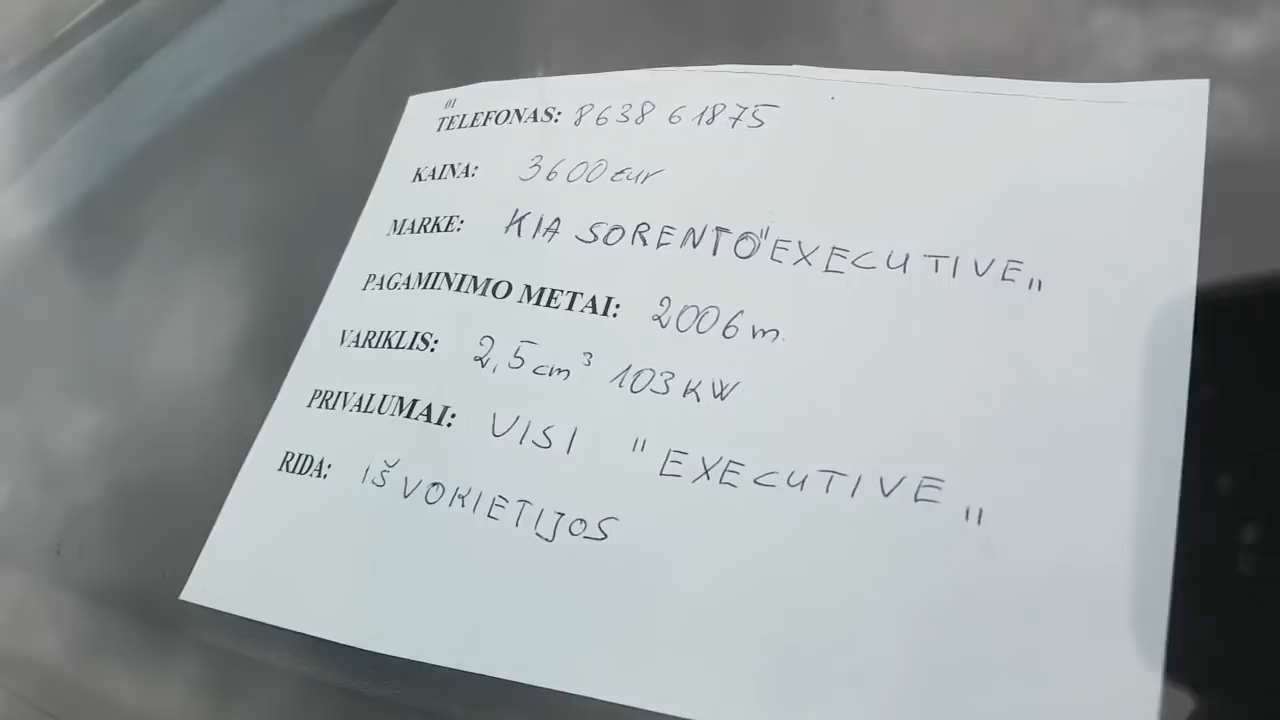 01
TELEFONAS: 8638 61875
KAINA: 3600 Eur
MARKE: KIA SORENTO "EXECUTIVE„
PAGAMINIMO METAI: 2006 m.
VARIKLIS: 2,5 cm³ 103 KW
PRIVALUMAI: VISI "EXECUTIVE„
RIDA: IŠ VOKIETIJOS